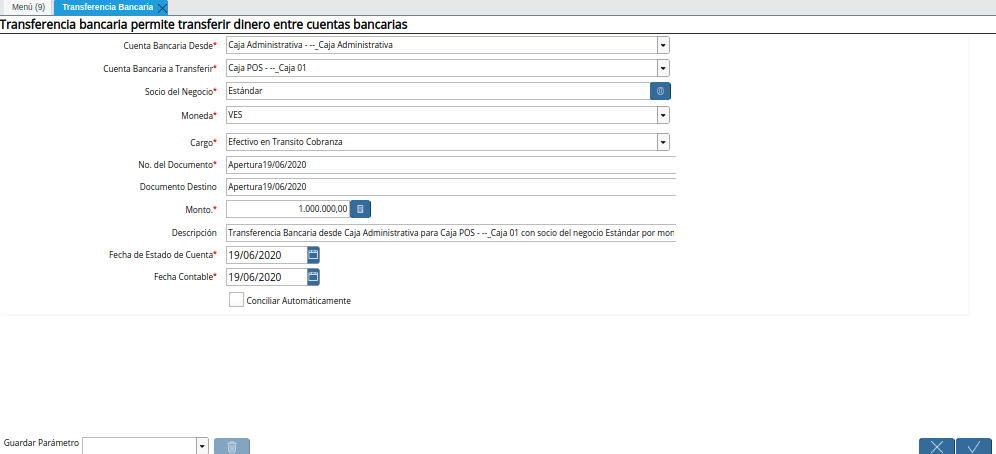 Menú (9) Transferencia Bancaria
Transferencia bancaria permite transferir dinero entre cuentas bancarias
Cuenta Bancaria Desde* Caja Administrativa - --_Caja Administrativa
Cuenta Bancaria a Transferir* Caja POS - --_Caja 01
Socio del Negocio* Estándar
Moneda* VES
Cargo* Efectivo en Transito Cobranza
No. del Documento* Apertura19/06/2020
Documento Destino Apertura19/06/2020
Monto.* 1.000.000,00
Descripción Transferencia Bancaria desde Caja Administrativa para Caja POS - --_Caja 01 con socio del negocio Estándar por mon
Fecha de Estado de Cuenta* 19/06/2020
Fecha Contable* 19/06/2020
Conciliar Automáticamente
Guardar Parámetro